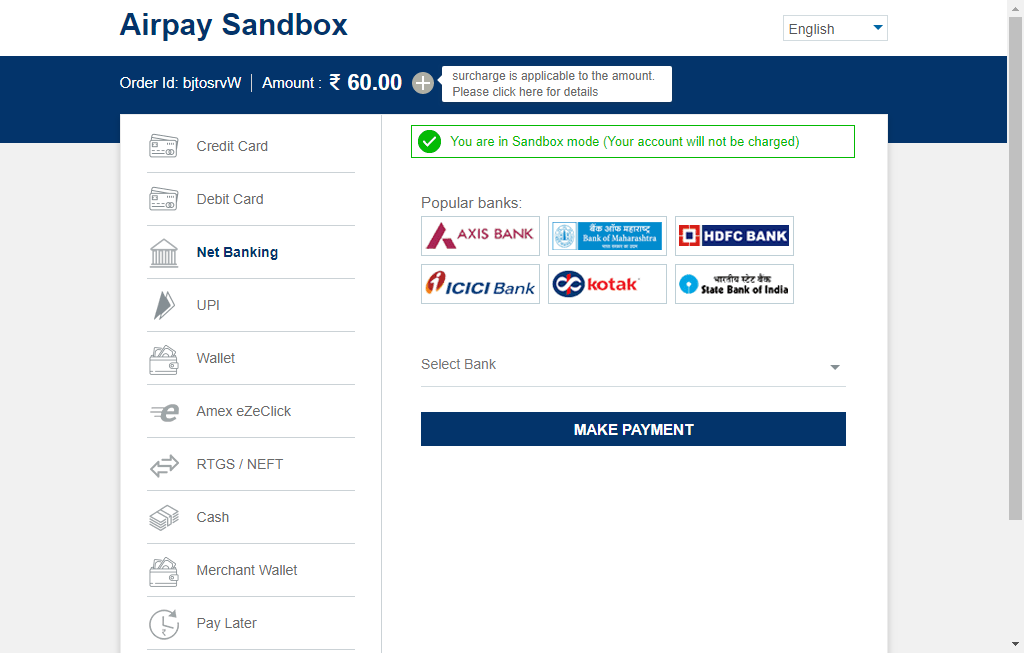 Airpay Sandbox
English
Order Id: bjtosrvW
Amount : ₹ 60.00
surcharge is applicable to the amount.
Please click here for details
Credit Card
Debit Card
Net Banking
UPI
Wallet
Amex eZeClick
RTGS / NEFT
Cash
Merchant Wallet
Pay Later
You are in Sandbox mode (Your account will not be charged)
Popular banks:
AXIS BANK
बैंक ऑफ महाराष्ट्र
Bank of Maharashtra
HDFC BANK
ICICI Bank
kotak
भारतीय स्टेट बैंक
State Bank of India
Select Bank
MAKE PAYMENT